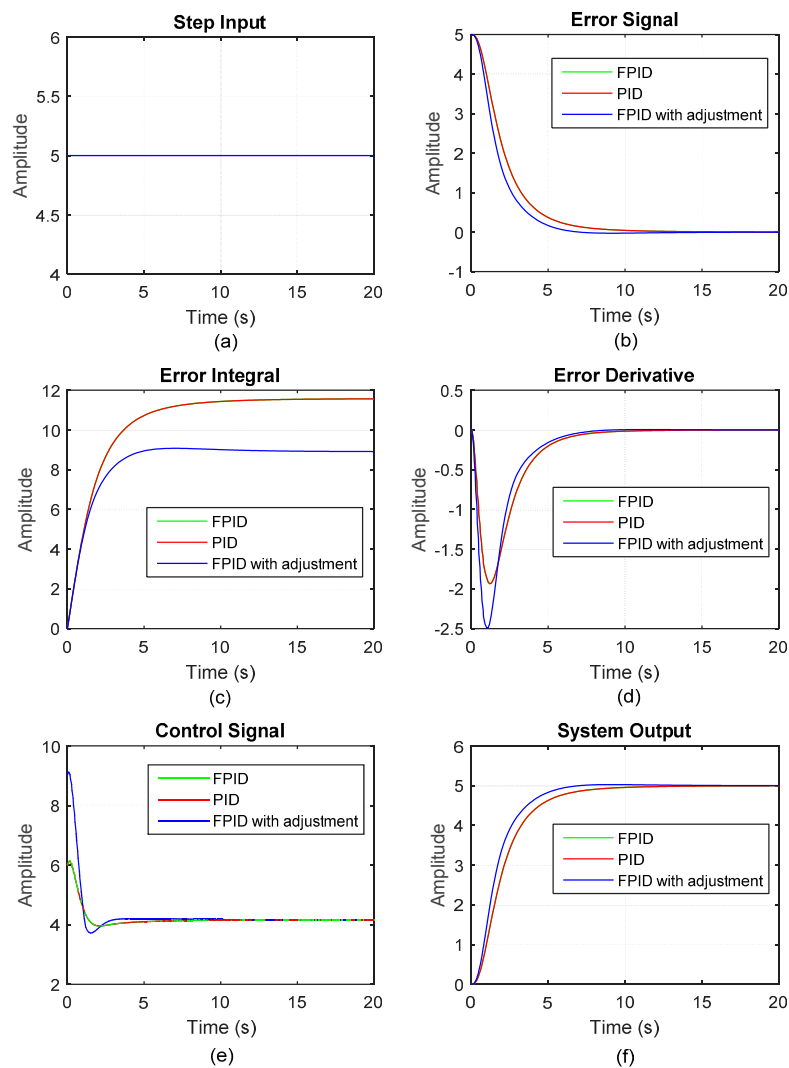 Step Input
6
5.5
5
4.5
4
Amplitude
0 5 10 15 20
Time (s)
(a)
Error Signal
5
4
3
2
1
0
-1
Amplitude
FPID
PID
FPID with adjustment
0 5 10 15 20
Time (s)
(b)
Error Integral
12
10
8
6
4
2
0
Amplitude
FPID
PID
FPID with adjustment
0 5 10 15 20
Time (s)
(c)
Error Derivative
0.5
0
-0.5
-1
-1.5
-2
-2.5
Amplitude
FPID
PID
FPID with adjustment
0 5 10 15 20
Time (s)
(d)
Control Signal
10
8
6
4
2
Amplitude
FPID
PID
FPID with adjustment
0 5 10 15 20
Time (s)
(e)
System Output
6
5
4
3
2
1
0
Amplitude
FPID
PID
FPID with adjustment
0 5 10 15 20
Time (s)
(f)